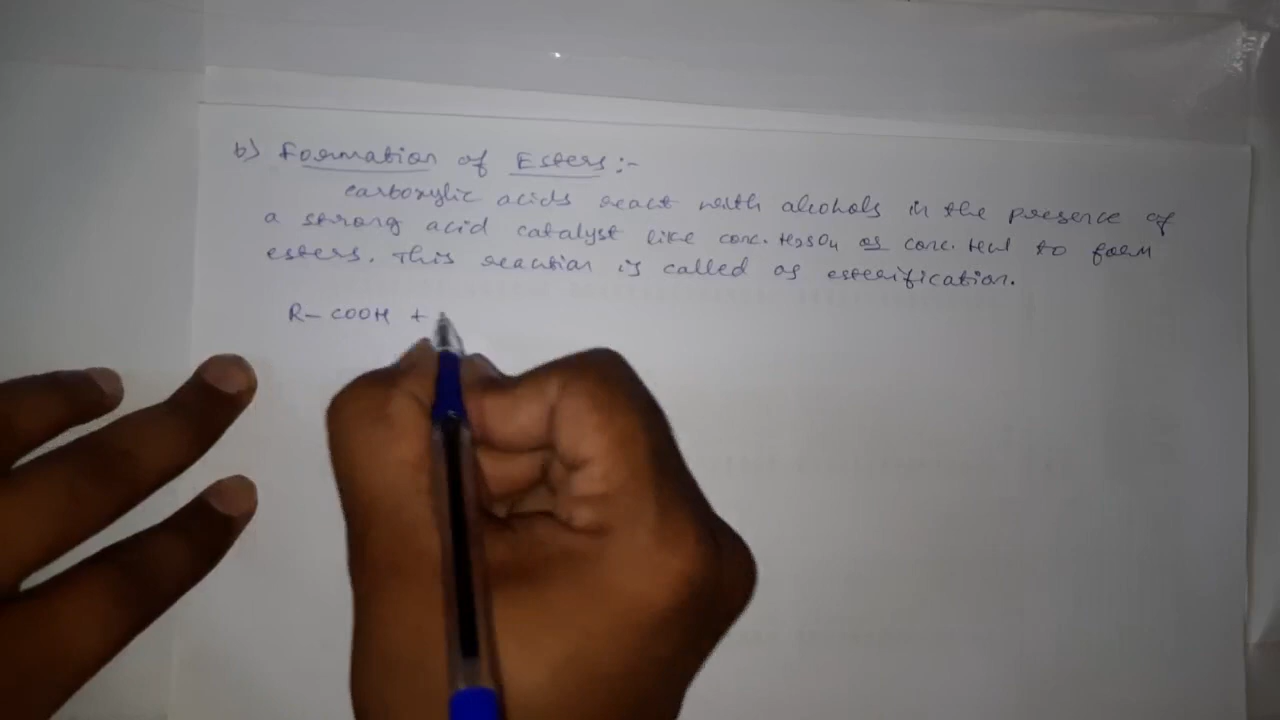 b) Formation of Esters:-
carboxylic acids react with alcohols in the presence of
a strong acid catalyst like conc. H2SO4 or conc. HCl to form
esters. This reaction is called as esterification.
R- COOH +